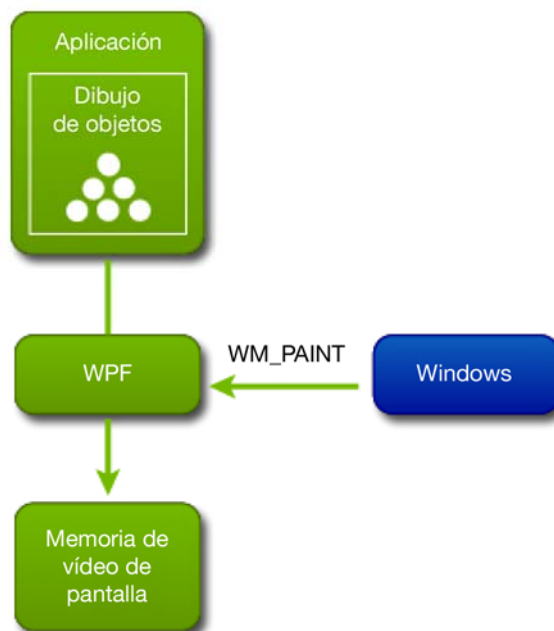 Aplicación
Dibujo
de objetos
WM_PAINT
WPF
Windows
Memoria de
vídeo de
pantalla